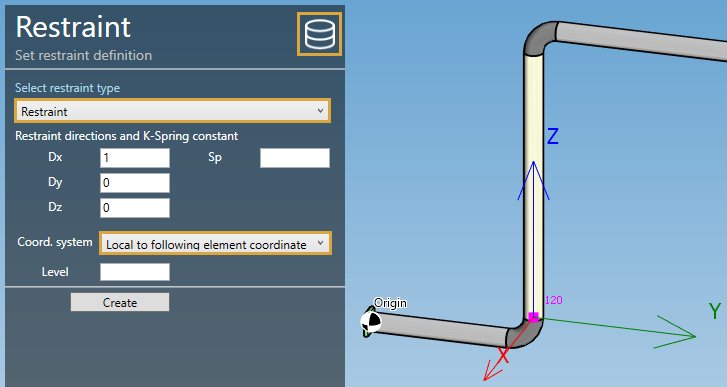 Restraint
Set restraint definition
Select restraint type
Restraint
Restraint directions and K-Spring constant
Dx 1 Sp
Dy 0
Dz 0
Coord. system Local to following element coordinate
Level
Create
Z
120
Origin
Y
X